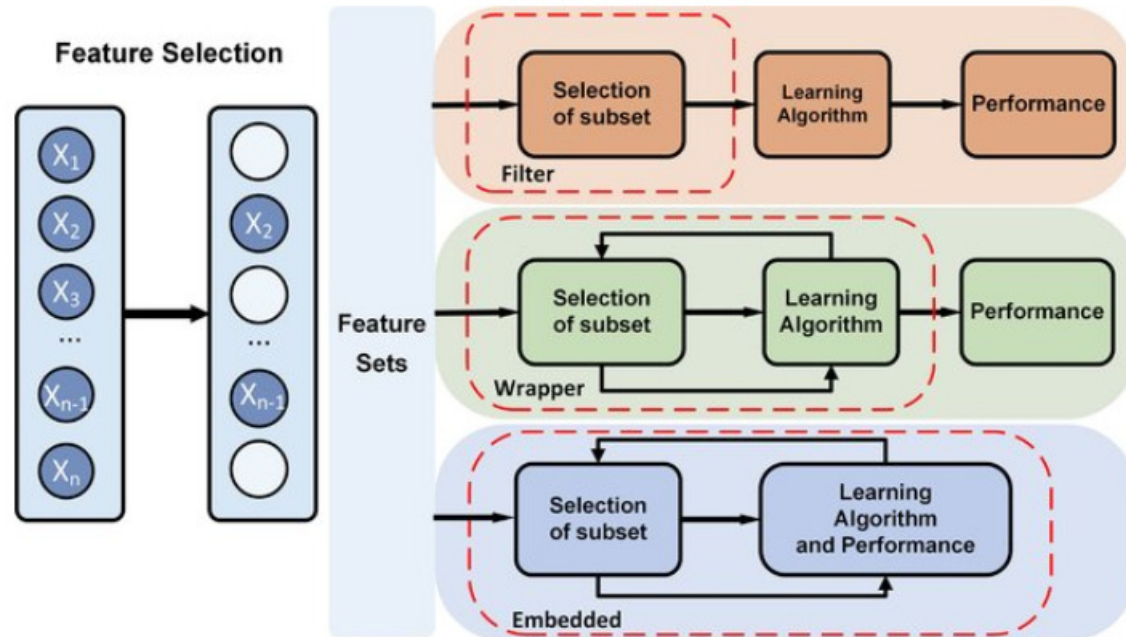 Feature Selection
X1
X2
X3
...
Xn-1
Xn
X2
...
Xn-1
Feature
Sets
Selection
of subset
Learning
Algorithm
Performance
Filter
Selection
of subset
Learning
Algorithm
Performance
Wrapper
Selection
of subset
Learning
Algorithm
and Performance
Embedded